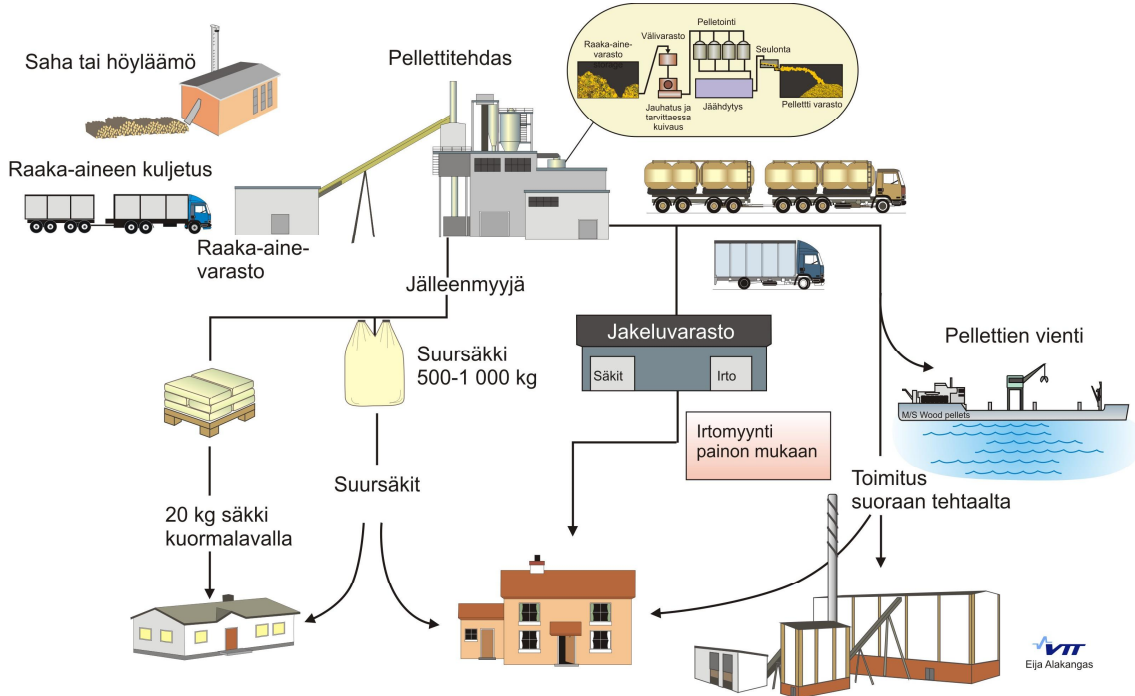 Saha tai höyläämö
Pellettitehdas
Raaka-aine-
varasto
Välivarasto
Pelletointi
Seulonta
Jauhatus ja
tarvittaessa
kuivaus
Jäähdytys
Pellettti varasto
Raaka-aineen kuljetus
Raaka-aine-
varasto
Jälleenmyyjä
Suursäkki
500-1 000 kg
Jakeluvarasto
Säkit
Irto
Pellettien vienti
M/S Wood pellets
Irtomyynti
painon mukaan
Suursäkit
Toimitus
suoraan tehtaalta
20 kg säkki
kuormalavalla
VTT
Eija Alakangas